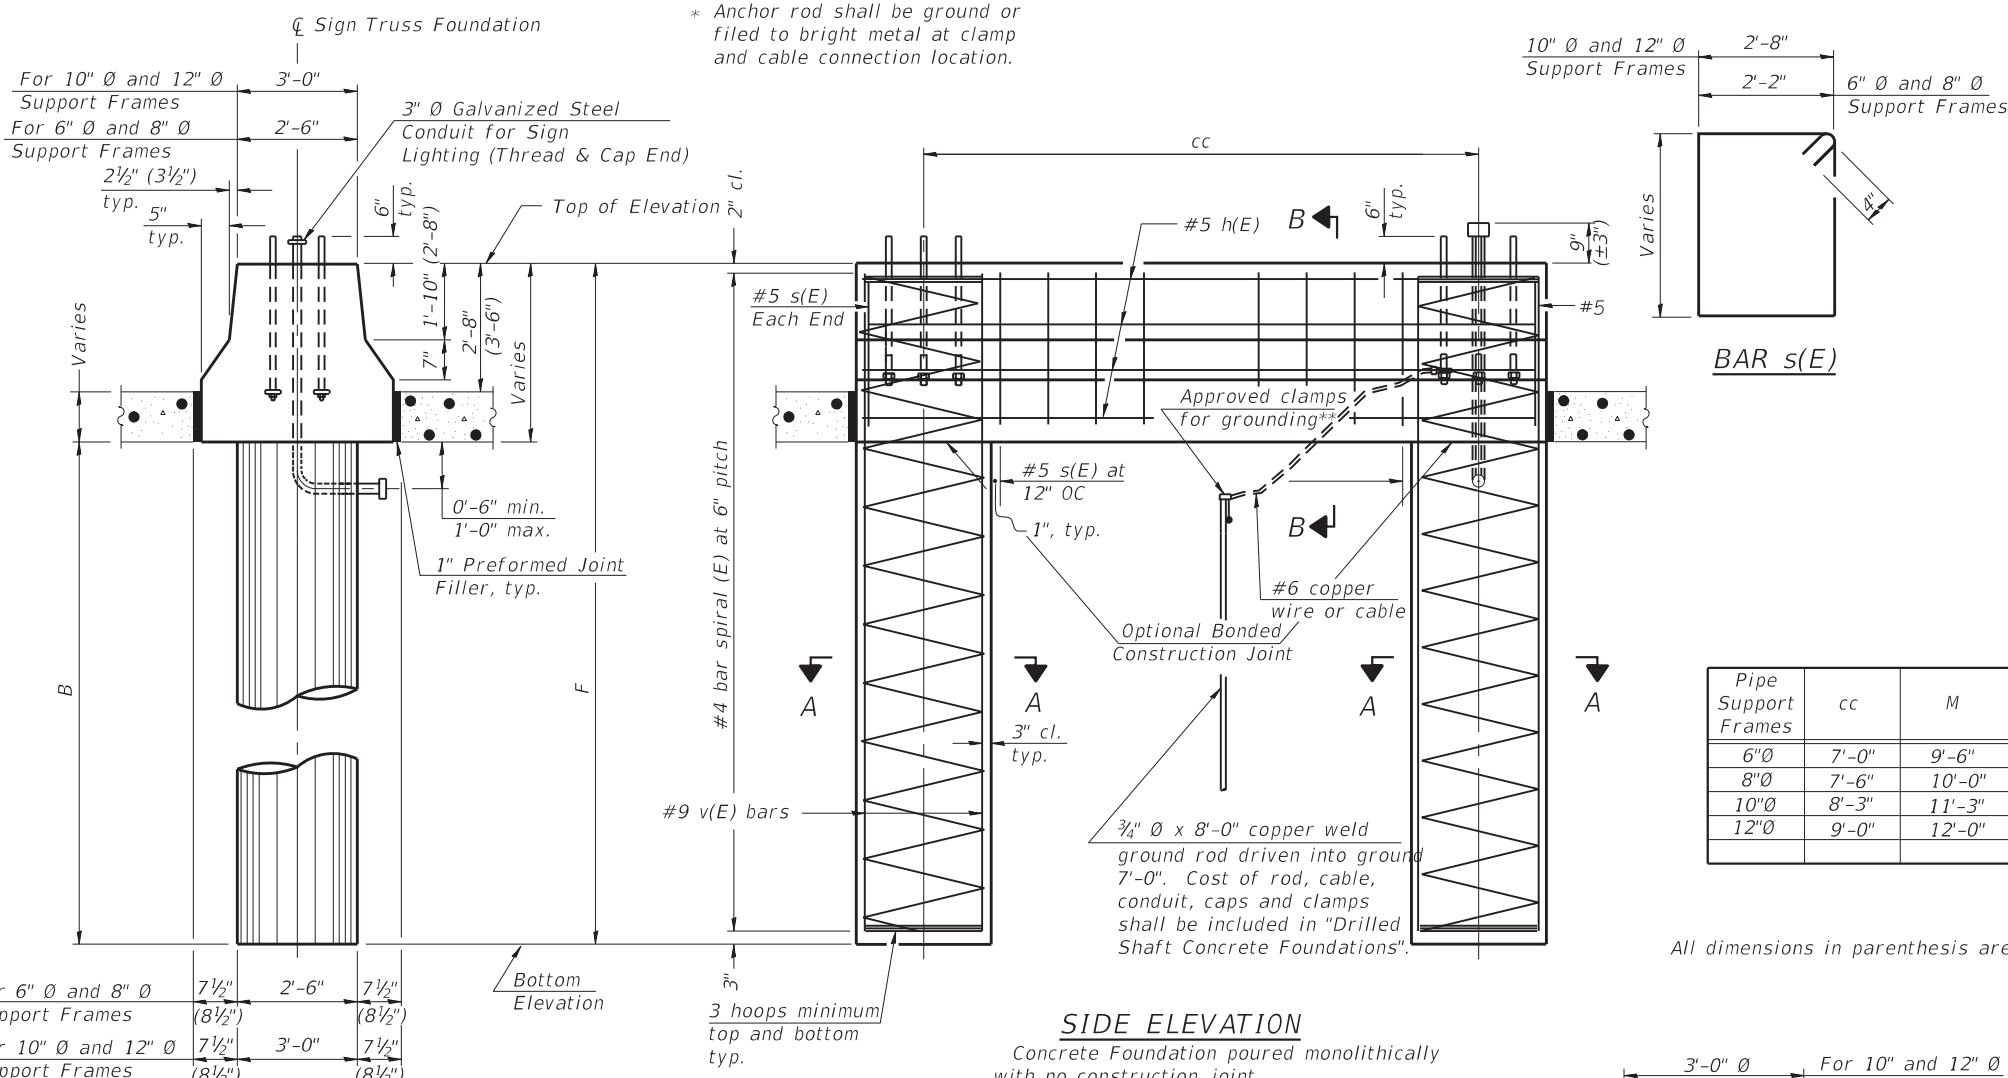 ℄ Sign Truss Foundation
* Anchor rod shall be ground or
filed to bright metal at clamp
and cable connection location.
For 10" Ø and 12" Ø
Support Frames
3'-0"
For 6" Ø and 8" Ø
Support Frames
2'-6"
3" Ø Galvanized Steel
Conduit for Sign
Lighting (Thread & Cap End)
2½" (3½")
typ.
5"
typ.
6"
typ.
Top of Elevation
1'-10" (2'-8")
7"
2'-8"
(3'-6")
Varies
Varies
0'-6" min.
1'-0" max.
1" Preformed Joint
Filler, typ.
B
F
Bottom
Elevation
6" Ø and 8" Ø
Frames
7½"
(8½")
2'-6"
7½"
(8½")
10" Ø and 12" Ø
Frames
7½"
(8½")
3'-0"
7½"
(8½")
2" cl.
cc
#5 h(E)
B
6"
typ.
9"
(±3")
#5 s(E)
Each End
#5
Approved clamps
for grounding**
#5 s(E) at
12" OC
1", typ.
B
#6 copper
wire or cable
Optional Bonded
Construction Joint
#4 bar spiral (E) at 6" pitch
A
A
A
A
3" cl.
typ.
#9 v(E) bars
¾" Ø x 8'-0" copper weld
ground rod driven into ground
7'-0".  Cost of rod, cable,
conduit, caps and clamps
shall be included in "Drilled
Shaft Concrete Foundations".
3"
3 hoops minimum
top and bottom
typ.
SIDE ELEVATION
Concrete Foundation poured monolithically
with no construction joint
10" Ø and 12" Ø
Support Frames
2'-8"
2'-2"
6" Ø and 8" Ø
Support Frames
Varies
4"
BAR s(E)
Pipe
Support
Frames
cc
M
6"Ø 7'-0" 9'-6"
8"Ø 7'-6" 10'-0"
10"Ø 8'-3" 11'-3"
12"Ø 9'-0" 12'-0"
All dimensions in parenthesis are
3'-0" Ø
For 10" and 12" Ø